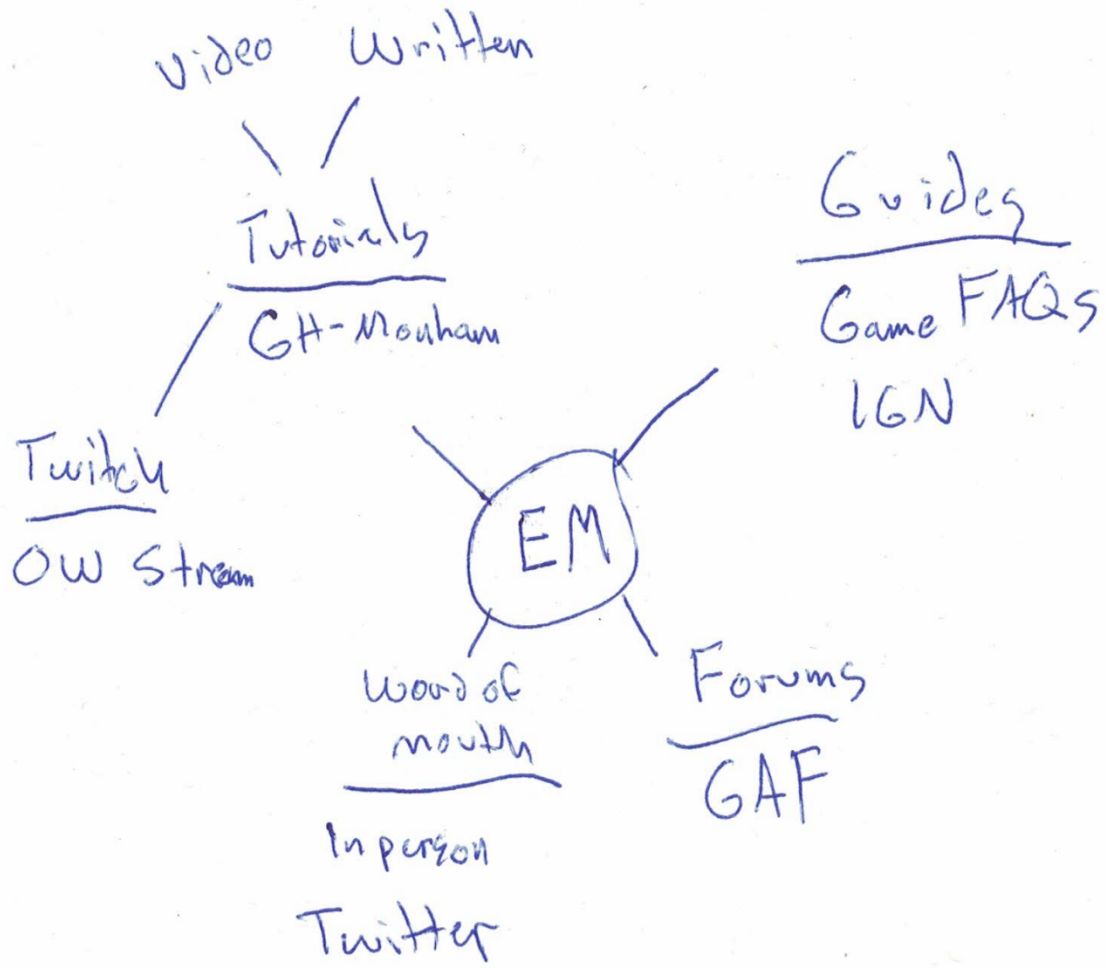 Video Written
Tutorials
GH-Monham
Guides
Game FAQs
IGN
Twitch
OW Stream
EM
Word of
mouth
In person
Twitter
Forums
GAF